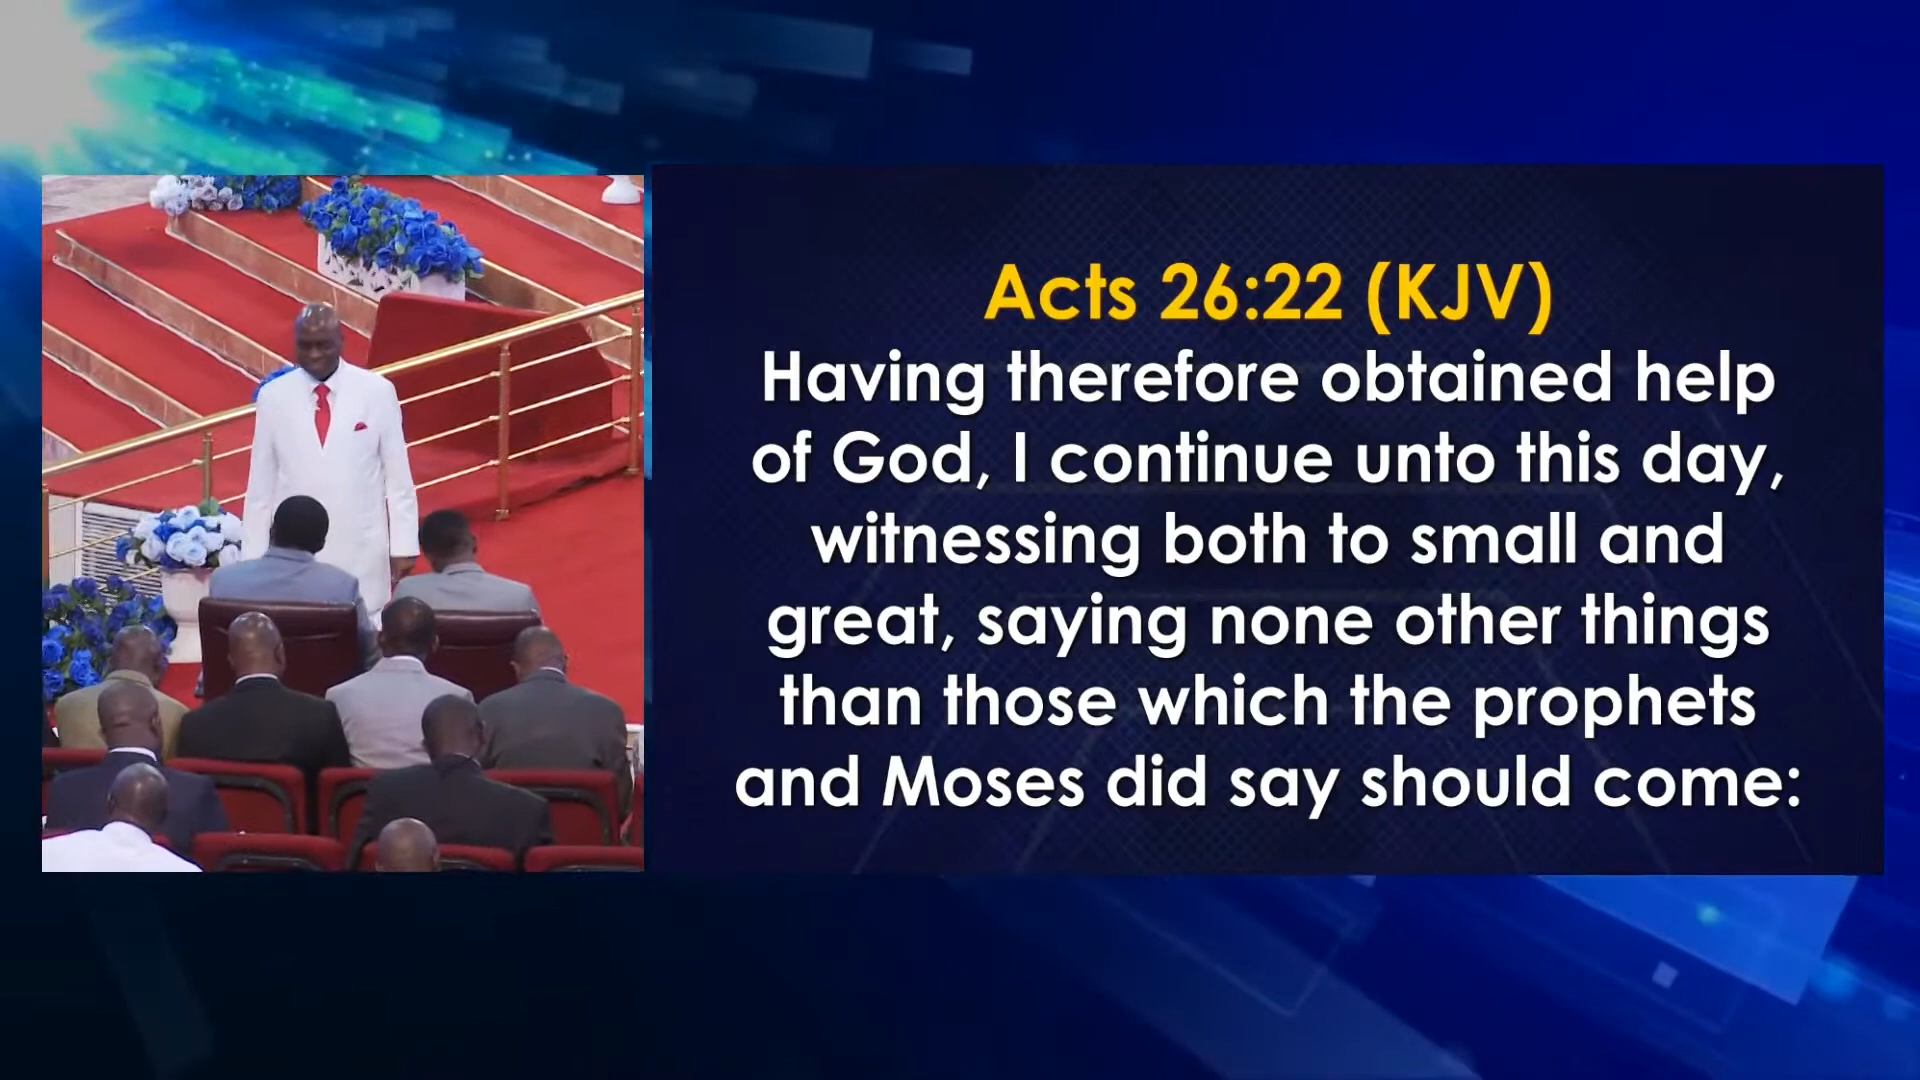 Acts 26:22 (KJV)
Having therefore obtained help
of God, I continue unto this day,
witnessing both to small and
great, saying none other things
than those which the prophets
and Moses did say should come: